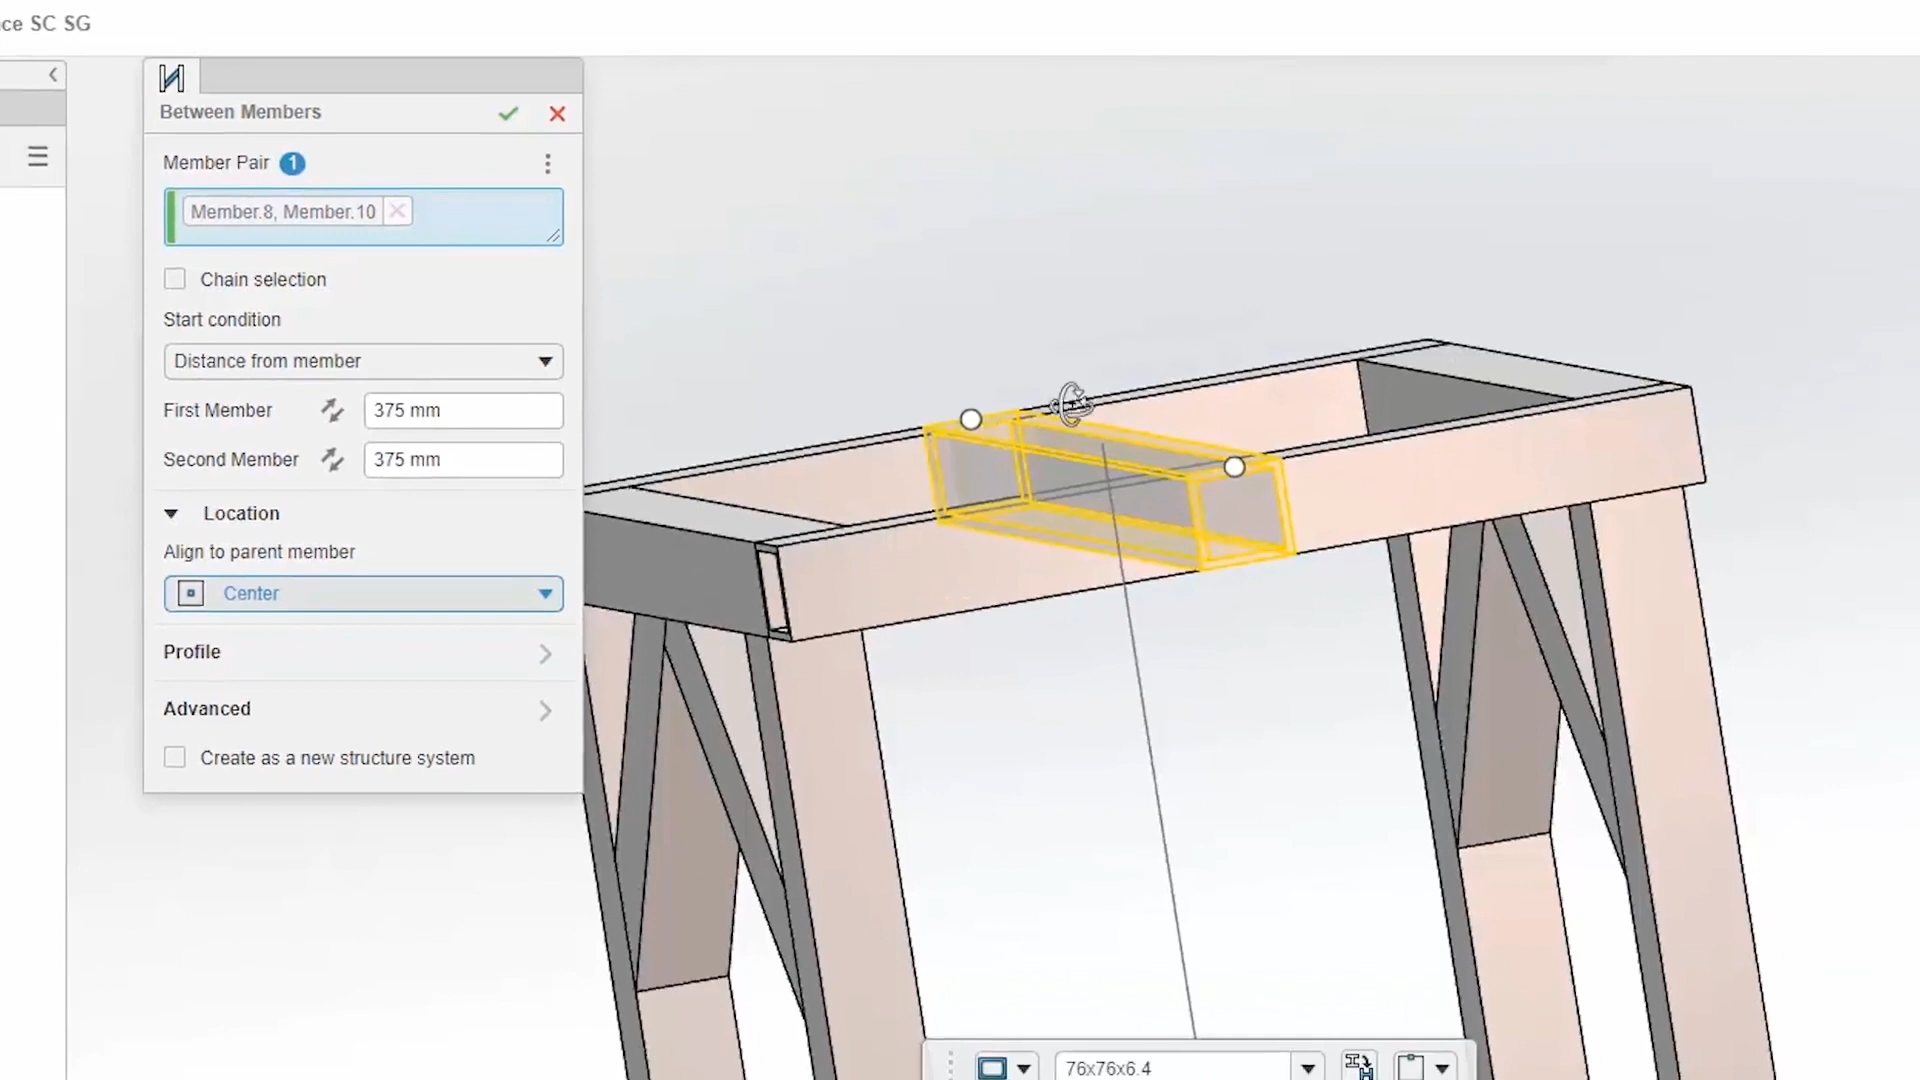 ce SC SG
Between Members
Member Pair 1
Member.8, Member.10
Chain selection
Start condition
Distance from member
First Member 375 mm
Second Member 375 mm
Location
Align to parent member
Center
Profile
Advanced
Create as a new structure system
76x76x6.4